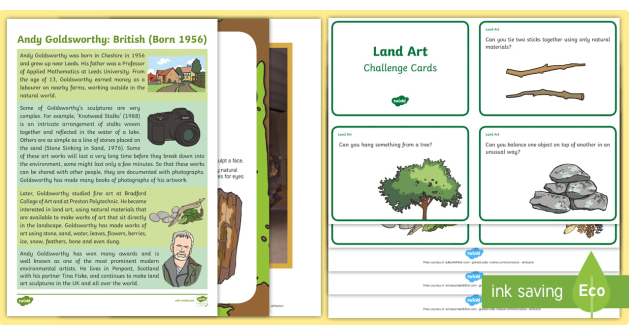 Andy Goldsworthy: British (Born 1956)
Andy Goldsworthy was born in Cheshire in 1956
and grew up near Leeds. His father was a Professor
of Applied Mathematics at Leeds University. From
the age of 13, Goldsworthy earned money as a
labourer on nearby farms, working outside in the
natural world.
Some of Goldsworthy's sculptures are very
complex. For example, 'Knotweed Stalks' (1988)
is an intricate arrangement of stalks woven
together and reflected in the water of a lake.
Others are as simple as a line of stones placed on
the sand (Stone Sinking in Sand, 1976). Some
of these art works will last a very long time before they break down into
the environment, some might last only a few minutes. So that these works
can be shared with other people, they are documented with photographs.
Goldsworthy has made many books of photographs of his artwork.
Later, Goldsworthy studied fine art at Bradford
College of Art and at Preston Polytechnic. He became
interested in land art, using natural materials that
are available to make works of art that sit directly
in the landscape. Goldsworthy has made works of
art using stone, sand, water, leaves, flowers, berries,
ice, snow, feathers, bone and even dung.
Andy Goldsworthy has won many awards and is
well known as one of the most prominent modern
environmental artists. He lives in Penpont, Scotland
with his partner Tina Fiske, and continues to make land
art sculptures in the UK and all over the world.
twinkl
ulpt a face.
natural
es for eyes
Land Art
Challenge Cards
twinkl
Land Art
Can you tie two sticks together using only natural
materials?
Land Art
Can you hang something from a tree?
Land Art
Can you balance one object on top of another in an
unusual way?
twinkl
twinkl
twinkl
ink saving
Eco